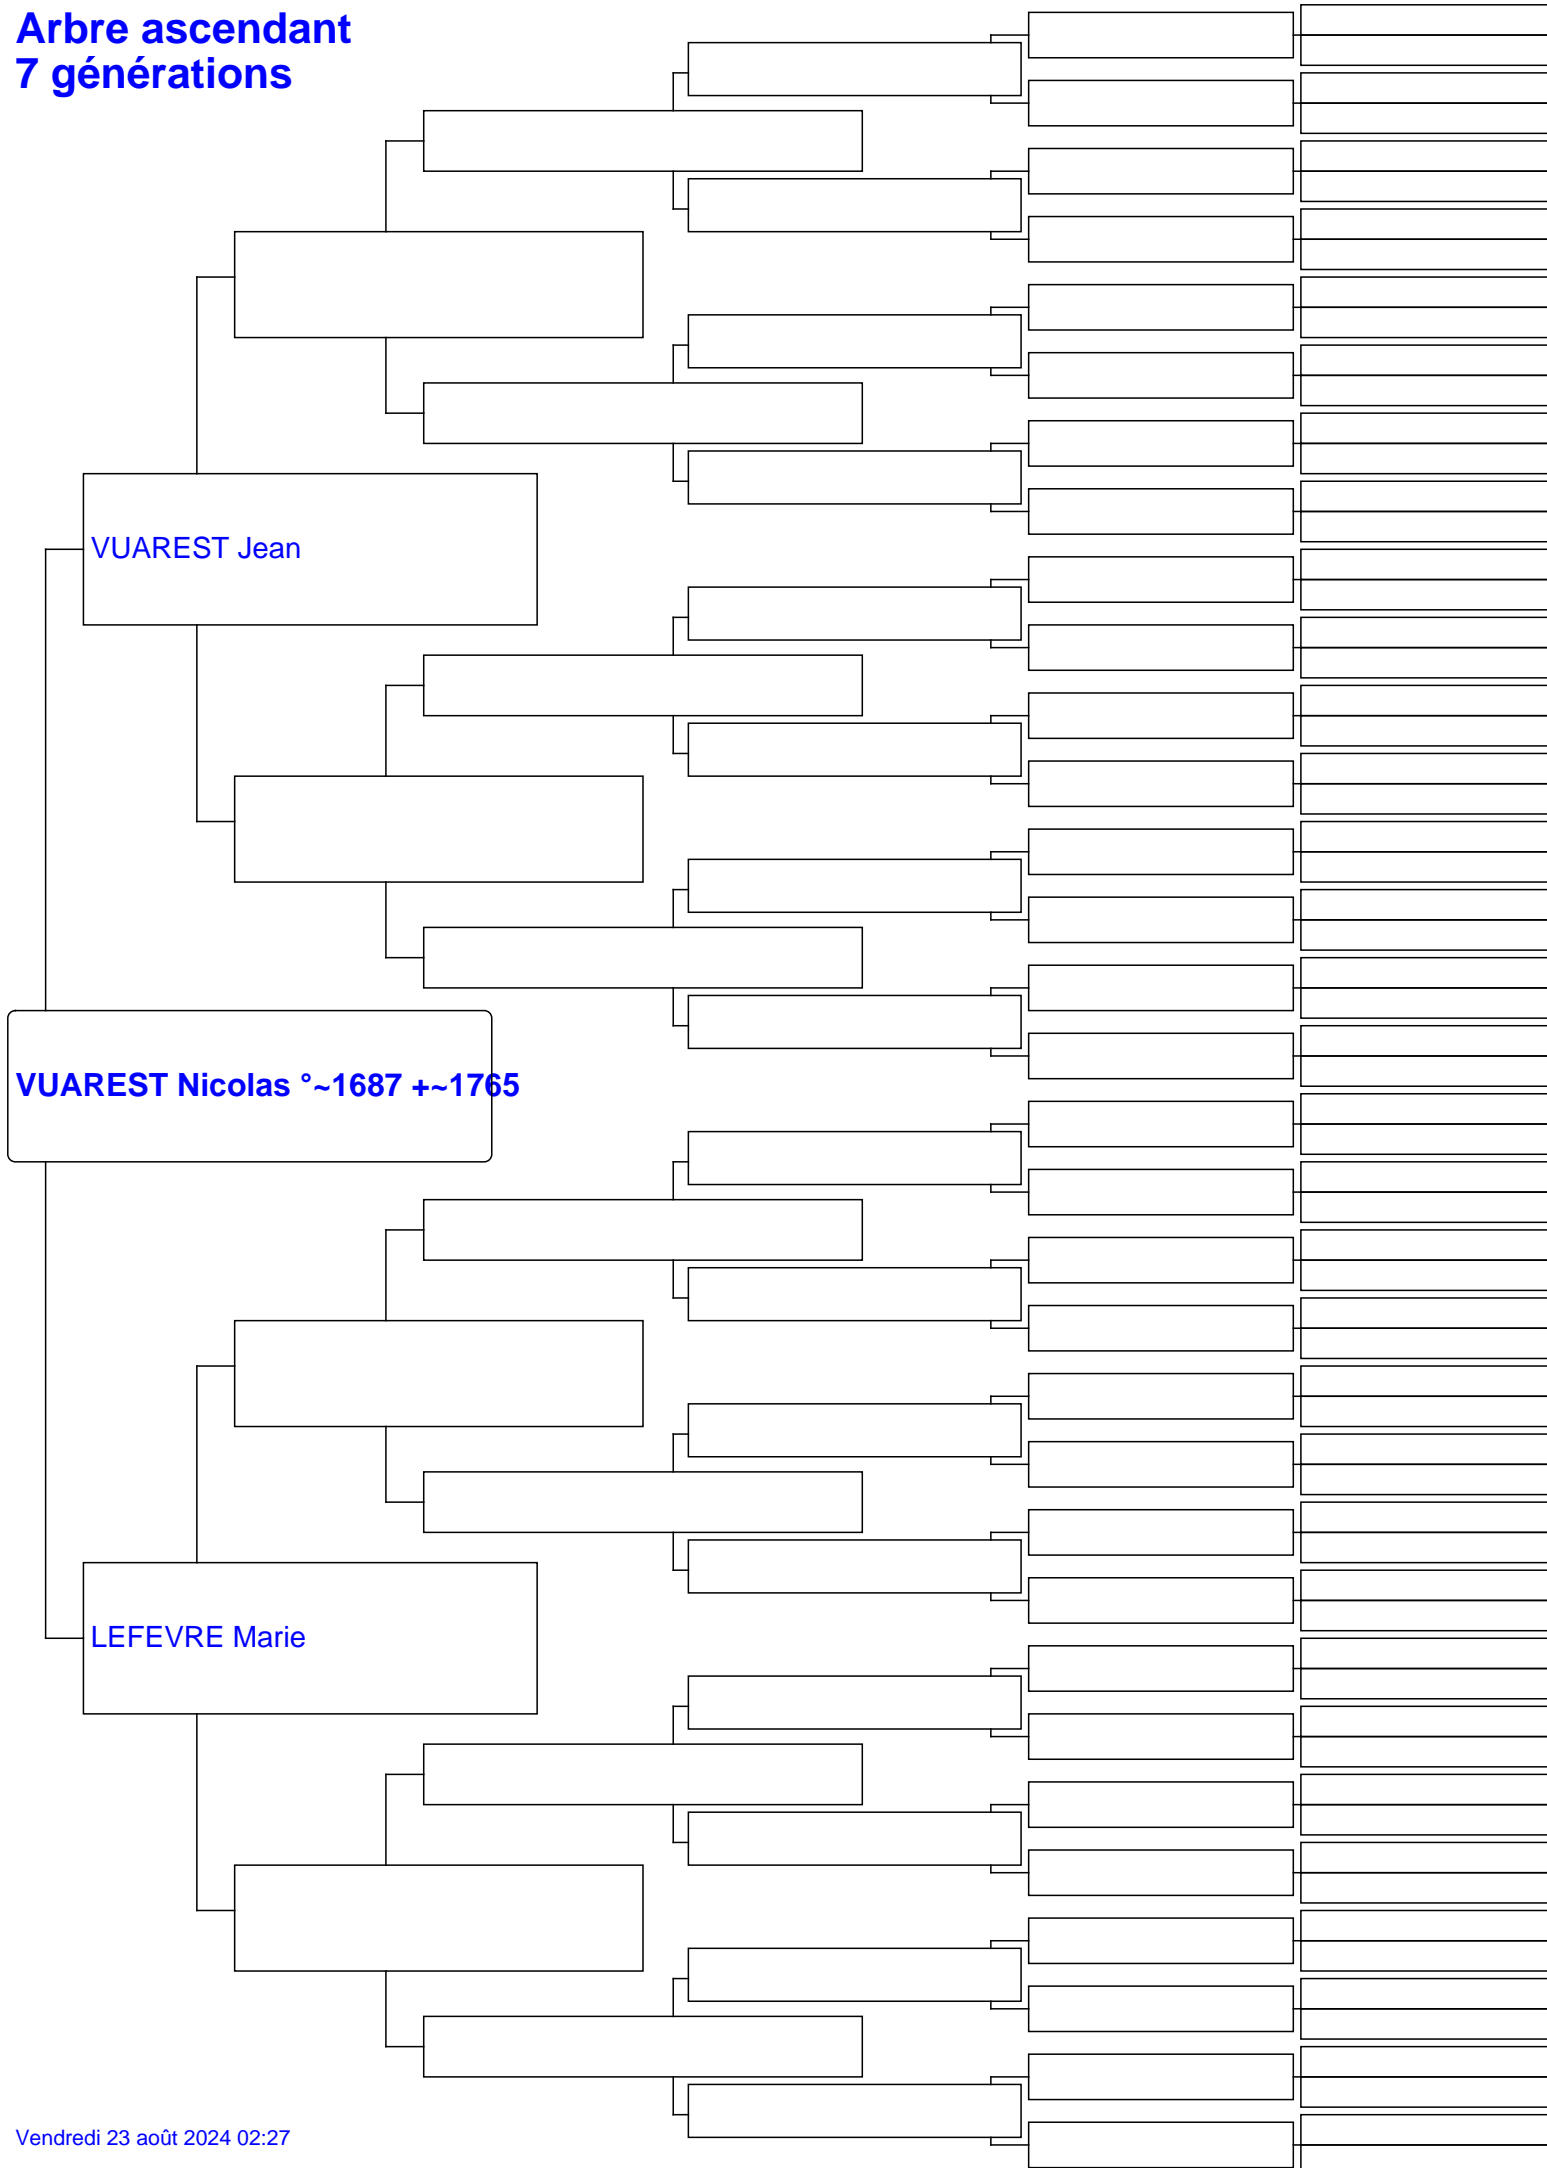 Arbre ascendant
7 générations
VUAREST Jean
VUAREST Nicolas °~1687 +~1765
LEFEVRE Marie
Vendredi 23 août 2024 02:27